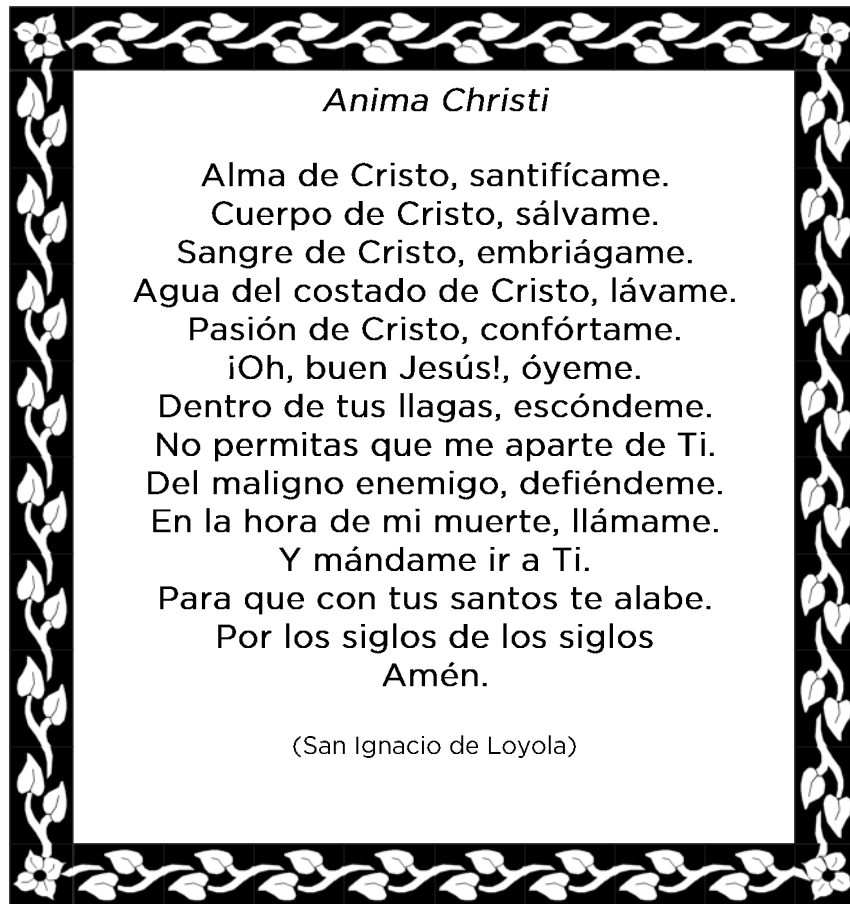 Anima Christi
Alma de Cristo, santifícame.
Cuerpo de Cristo, sálvame.
Sangre de Cristo, embriágame.
Agua del costado de Cristo, lávame.
Pasión de Cristo, confórtame.
¡Oh, buen Jesús!, óyeme.
Dentro de tus llagas, escóndeme.
No permitas que me aparte de Ti.
Del maligno enemigo, defiéndeme.
En la hora de mi muerte, llámame.
Y mándame ir a Ti.
Para que con tus santos te alabe.
Por los siglos de los siglos
Amén.
(San Ignacio de Loyola)